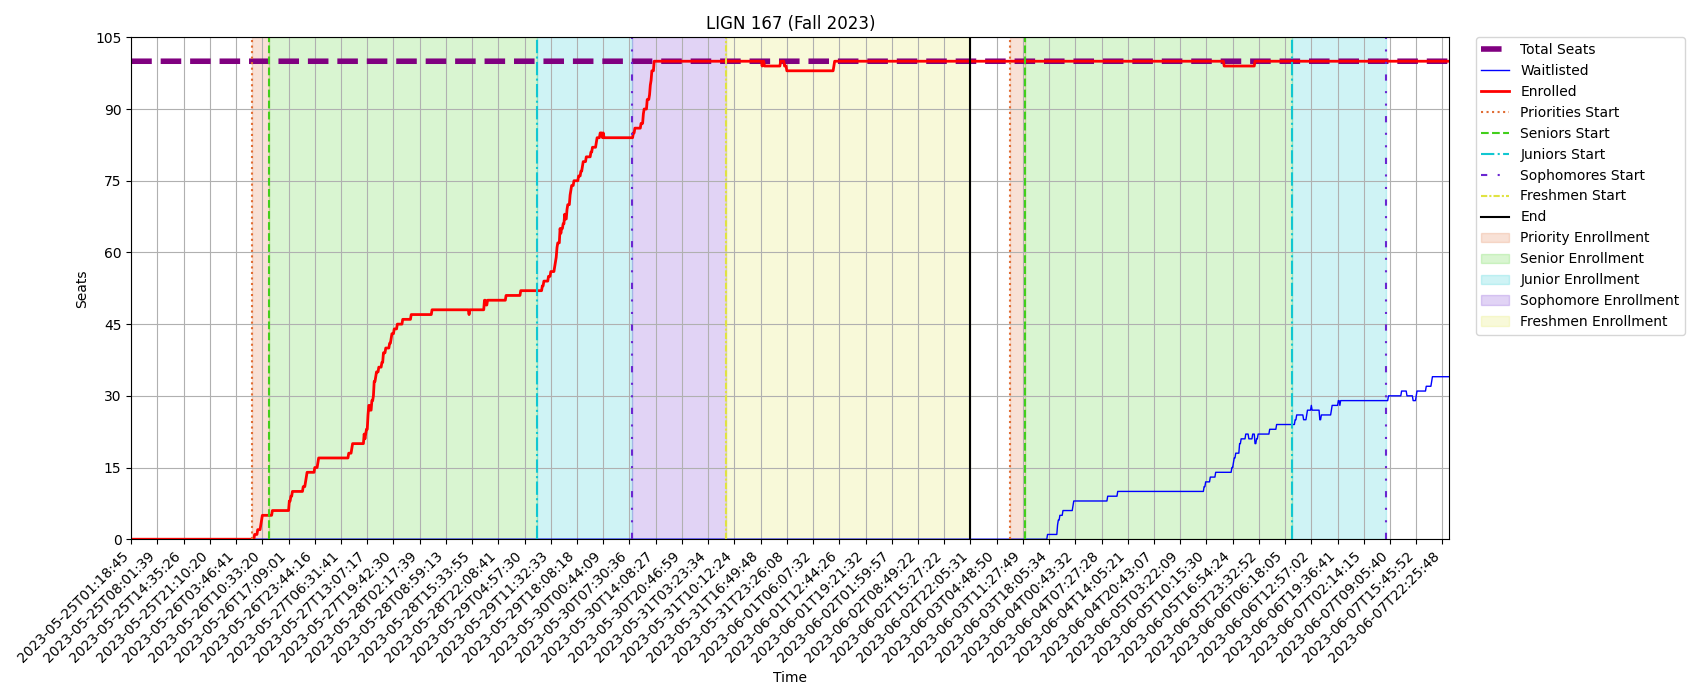 LIGN 167 (Fall 2023)
105
90
75
60
45
30
15
0
Seats
2023-05-25T01:18:45
2023-05-25T08:01:39
2023-05-25T14:35:26
2023-05-25T21:10:20
2023-05-26T03:46:41
2023-05-26T10:33:20
2023-05-26T17:09:01
2023-05-26T23:44:16
2023-05-27T06:31:41
2023-05-27T13:07:17
2023-05-27T19:42:30
2023-05-28T02:17:39
2023-05-28T08:59:13
2023-05-28T15:33:55
2023-05-28T22:08:41
2023-05-29T04:57:30
2023-05-29T11:32:33
2023-05-29T18:08:18
2023-05-30T00:44:09
2023-05-30T07:30:36
2023-05-30T14:08:27
2023-05-30T20:46:59
2023-05-31T03:23:34
2023-05-31T10:12:24
2023-05-31T16:49:48
2023-05-31T23:26:08
2023-06-01T06:07:32
2023-06-01T12:44:26
2023-06-01T19:21:32
2023-06-02T01:59:57
2023-06-02T08:49:22
2023-06-02T15:27:22
2023-06-02T22:05:31
2023-06-03T04:48:50
2023-06-03T11:27:49
2023-06-03T18:05:34
2023-06-04T00:43:32
2023-06-04T07:27:28
2023-06-04T14:05:21
2023-06-04T20:43:07
2023-06-05T03:22:09
2023-06-05T10:15:30
2023-06-05T16:54:24
2023-06-05T23:32:52
2023-06-06T06:18:05
2023-06-06T12:57:02
2023-06-06T19:36:41
2023-06-07T02:14:15
2023-06-07T09:05:40
2023-06-07T15:45:52
2023-06-07T22:25:48
Time
Total Seats
Waitlisted
Enrolled
Priorities Start
Seniors Start
Juniors Start
Sophomores Start
Freshmen Start
End
Priority Enrollment
Senior Enrollment
Junior Enrollment
Sophomore Enrollment
Freshmen Enrollment